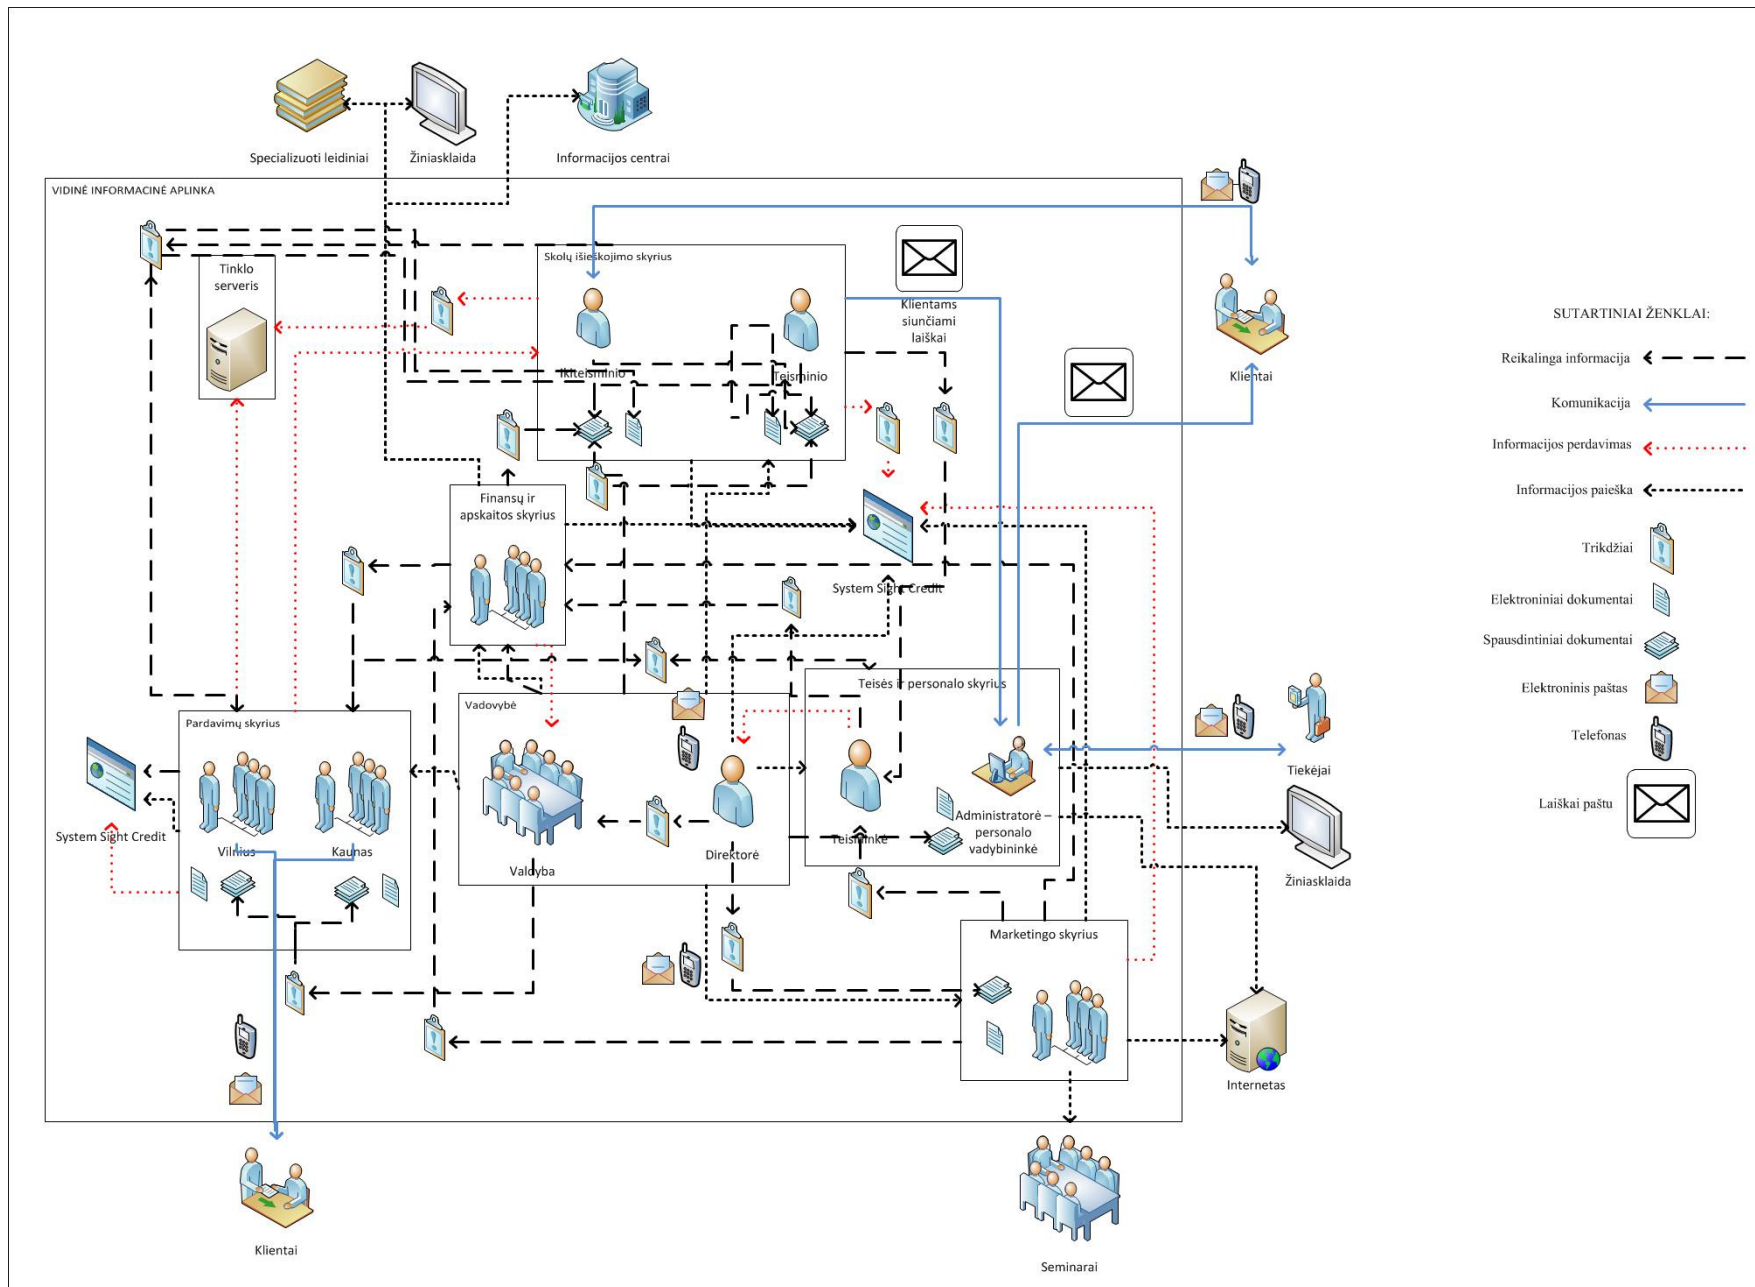 Specializuoti leidiniai
Žiniasklaida
Informacijos centrai
VIDINĖ INFORMACINĖ APLINKA
Tinklo
serveris
Skolų išieškojimo skyrius
Ikiteisminio
Teisminio
Klientams
siunčiami
laiškai
Klientai
Finansų ir
apskaitos skyrius
System Sight Credit
Teisės ir personalo skyrius
Teisminkė
Administratorė –
personalo
vadybininkė
Tiekėjai
Žiniasklaida
Vadovybė
Valdyba
Direktorė
Pardavimų skyrius
Vilnius
Kaunas
System Sight Credit
Marketingo skyrius
Internetas
Klientai
Seminarai
SUTARTINIAI ŽENKLAI:
Reikalinga informacija
Komunikacija
Informacijos perdavimas
Informacijos paieška
Trikdžiai
Elektroniniai dokumentai
Spausdintiniai dokumentai
Elektroninis paštas
Telefonas
Laiškai paštu